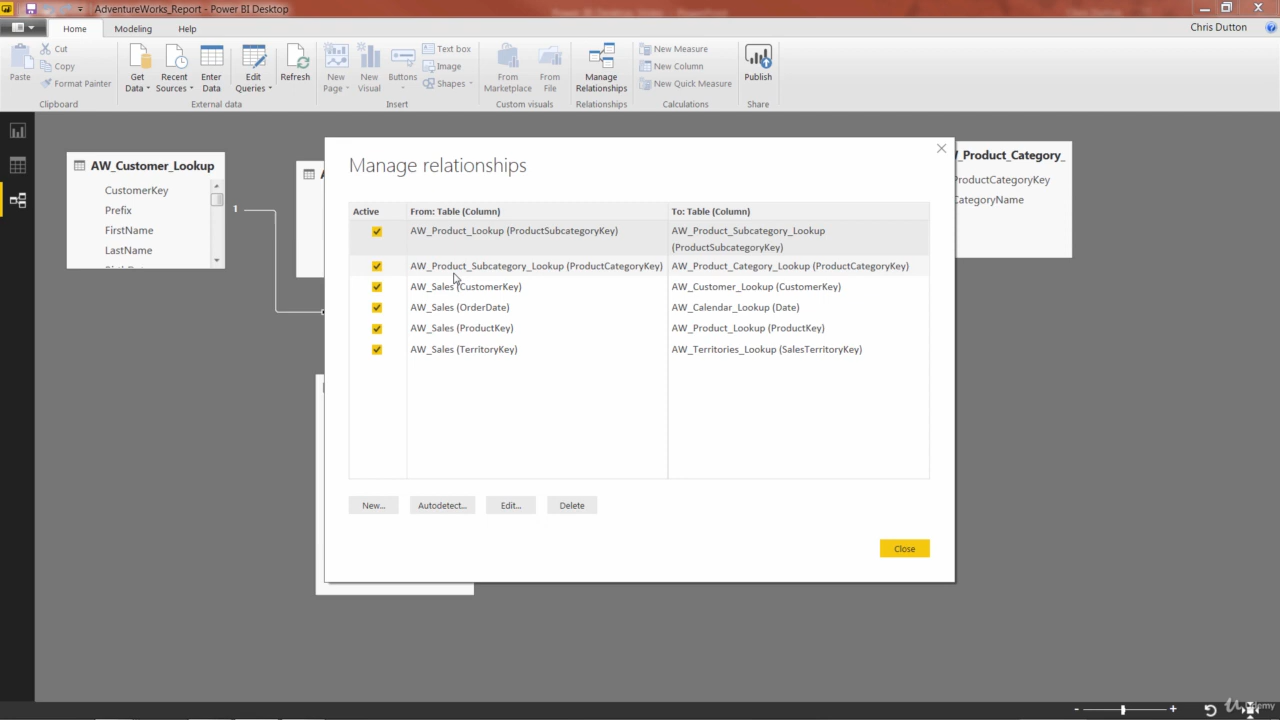 AdventureWorks_Report - Power BI Desktop
Chris Dutton
Home Modeling Help
Paste
Cut
Copy
Format Painter
Clipboard
Get Data
Recent Sources
Enter Data
Edit Queries
Refresh
External data
New Page
New Visual
Buttons
Text box
Image
Shapes
Insert
From Marketplace
From File
Custom visuals
Manage Relationships
Relationships
New Measure
New Column
New Quick Measure
Calculations
Publish
Share
AW_Customer_Lookup
CustomerKey
Prefix
FirstName
LastName
1
Manage relationships
Active From: Table (Column) To: Table (Column)
AW_Product_Lookup (ProductSubcategoryKey) AW_Product_Subcategory_Lookup
(ProductSubcategoryKey)
AW_Product_Subcategory_Lookup (ProductCategoryKey) AW_Product_Category_Lookup (ProductCategoryKey)
AW_Sales (CustomerKey) AW_Customer_Lookup (CustomerKey)
AW_Sales (OrderDate) AW_Calendar_Lookup (Date)
AW_Sales (ProductKey) AW_Product_Lookup (ProductKey)
AW_Sales (TerritoryKey) AW_Territories_Lookup (SalesTerritoryKey)
New... Autodetect... Edit... Delete
Close
_Product_Category_
ProductCategoryKey
CategoryName
Udemy